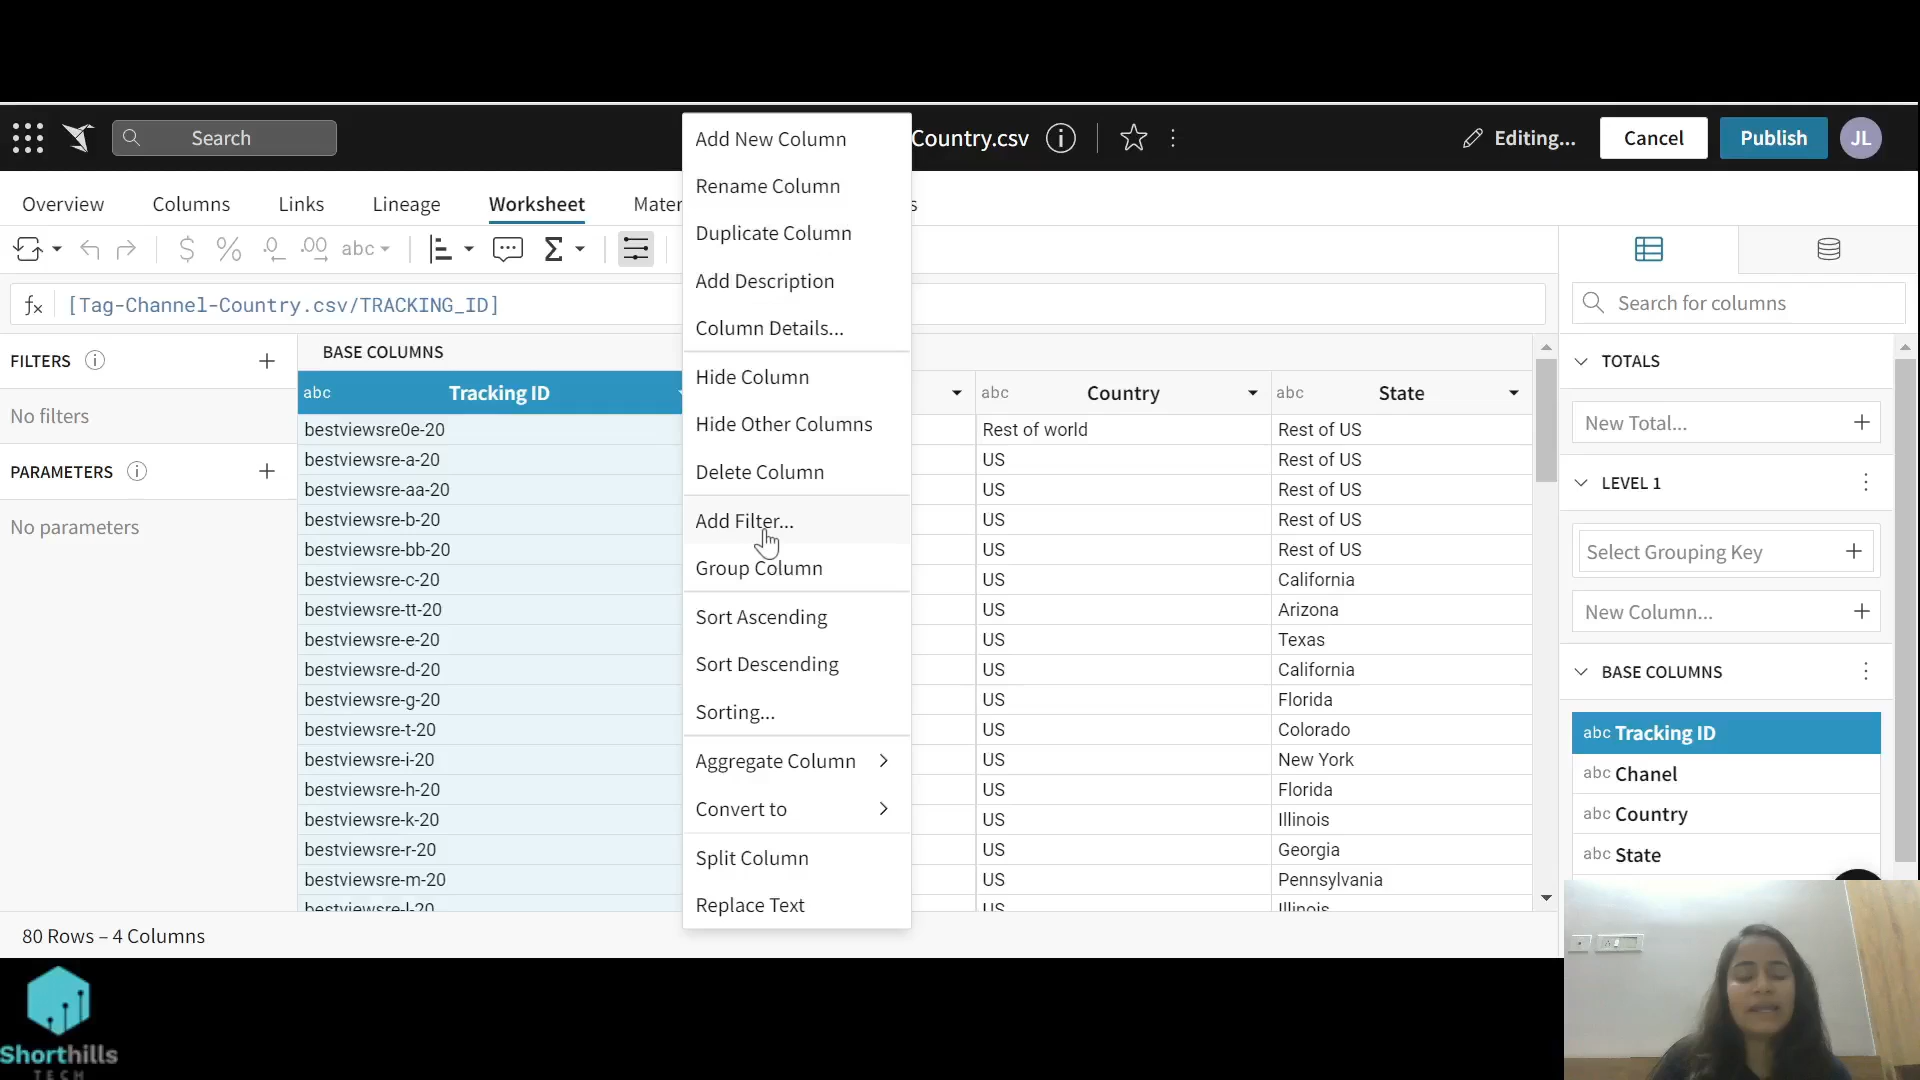 Search
Country.csv
Editing...
Cancel
Publish
JL
Overview
Columns
Links
Lineage
Worksheet
Mater
s
$
%
.0
.00
abc
Σ
fx
[Tag-Channel-Country.csv/TRACKING_ID]
FILTERS
No filters
PARAMETERS
No parameters
BASE COLUMNS
abc Tracking ID
abc Country
abc State
bestviewsre0e-20 Rest of world Rest of US
bestviewsre-a-20 US Rest of US
bestviewsre-aa-20 US Rest of US
bestviewsre-b-20 US Rest of US
bestviewsre-bb-20 US Rest of US
bestviewsre-c-20 US California
bestviewsre-tt-20 US Arizona
bestviewsre-e-20 US Texas
bestviewsre-d-20 US California
bestviewsre-g-20 US Florida
bestviewsre-t-20 US Colorado
bestviewsre-i-20 US New York
bestviewsre-h-20 US Florida
bestviewsre-k-20 US Illinois
bestviewsre-r-20 US Georgia
bestviewsre-m-20 US Pennsylvania
bestviewsre-l-20 US Illinois
80 Rows – 4 Columns
Add New Column
Rename Column
Duplicate Column
Add Description
Column Details...
Hide Column
Hide Other Columns
Delete Column
Add Filter...
Group Column
Sort Ascending
Sort Descending
Sorting...
Aggregate Column
Convert to
Split Column
Replace Text
Search for columns
TOTALS
New Total...
LEVEL 1
Select Grouping Key
New Column...
BASE COLUMNS
abc Tracking ID
abc Chanel
abc Country
abc State
Shorthills
TECH